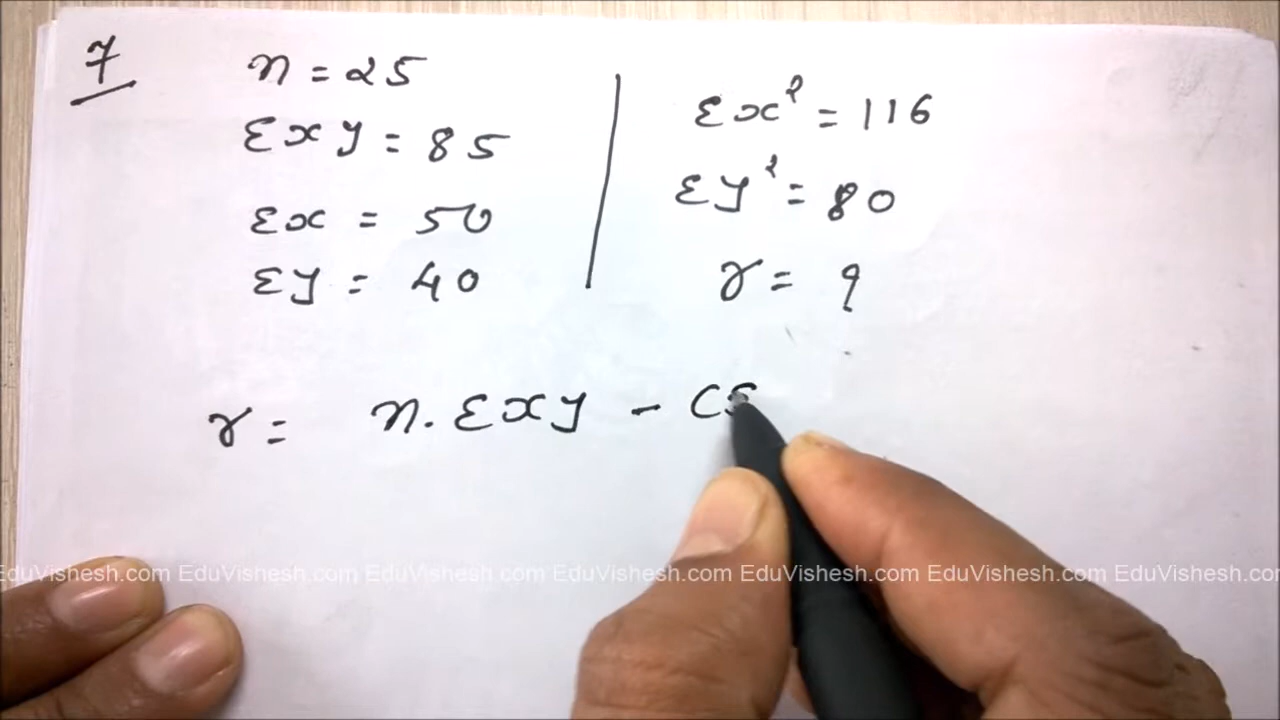 7
n = 25
Σxy = 85
Σx = 50
Σy = 40
Σx² = 116
Σy² = 80
r = ?
r = n. Σxy - (Σ
EduVishesh.com EduVishesh.com EduVishesh.com EduVishesh.com EduVishesh.com EduVishesh.com EduVishesh.com